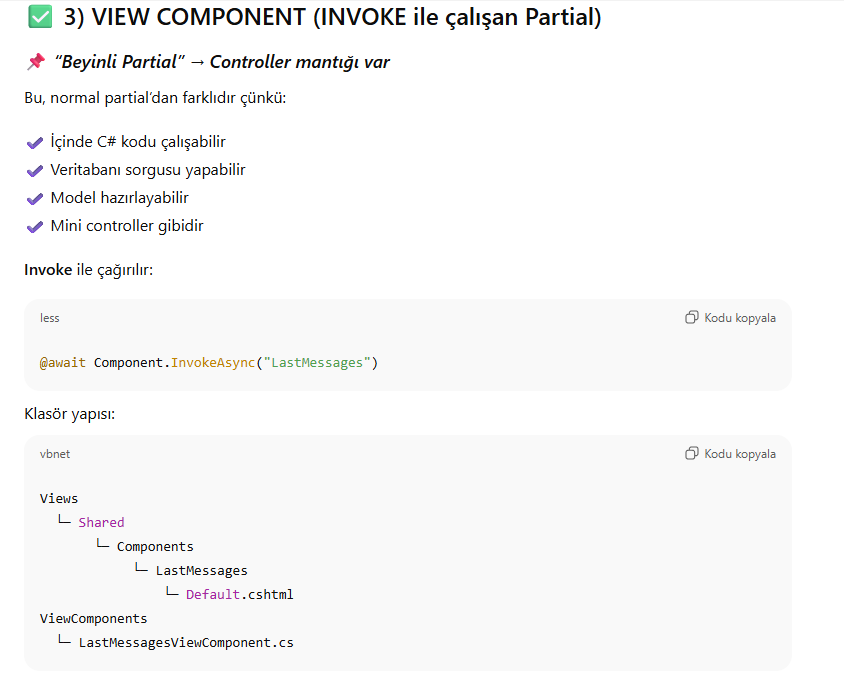 ✅ 3) VIEW COMPONENT (INVOKE ile çalışan Partial)
📌 “Beyinli Partial” → Controller mantığı var
Bu, normal partial’dan farklıdır çünkü:
✔ İçinde C# kodu çalışabilir
✔ Veritabanı sorgusu yapabilir
✔ Model hazırlayabilir
✔ Mini controller gibidir
Invoke ile çağırılır:
less
Kodu kopyala
@await Component.InvokeAsync("LastMessages")
Klasör yapısı:
vbnet
Kodu kopyala
Views
└─ Shared
└─ Components
└─ LastMessages
└─ Default.cshtml
ViewComponents
└─ LastMessagesViewComponent.cs